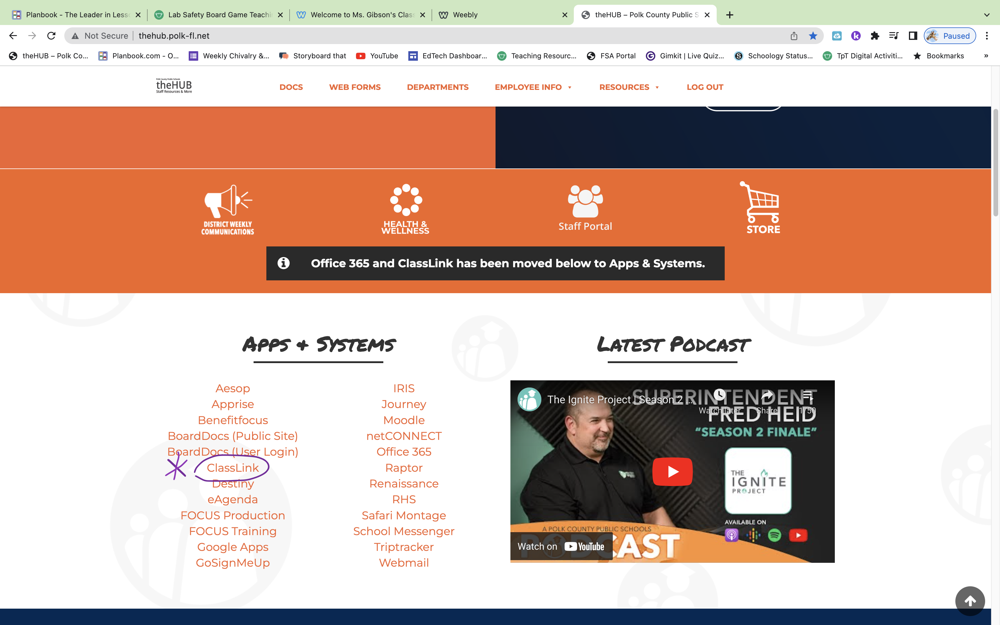 Planbook - The Leader in Less
Lab Safety Board Game Teachi
Welcome to Ms. Gibson's Clas
Weebly
theHUB – Polk County Public S
Not Secure
thehub.polk-fl.net
Paused
theHUB – Polk Co...
Planbook.com - O...
Weekly Chivalry &...
Storyboard that
YouTube
EdTech Dashboar...
Teaching Resourc...
FSA Portal
Gimkit | Live Quiz...
Schoology Status...
TpT Digital Activiti...
Bookmarks
»
Polk County Public Schools
theHUB
Staff Resources & More
DOCS
WEB FORMS
DEPARTMENTS
EMPLOYEE INFO
RESOURCES
LOG OUT
DISTRICT WEEKLY
COMMUNICATIONS
HEALTH &
WELLNESS
Staff Portal
STORE
Office 365 and ClassLink has been moved below to Apps & Systems.
Apps & Systems
Aesop
Apprise
Benefitfocus
BoardDocs (Public Site)
BoardDocs (User Login)
ClassLink
Destiny
eAgenda
FOCUS Production
FOCUS Training
Google Apps
GoSignMeUp
IRIS
Journey
Moodle
netCONNECT
Office 365
Raptor
Renaissance
RHS
Safari Montage
School Messenger
Triptracker
Webmail
Latest Podcast
The Ignite Project | Season 2 ...
Watch later
Share
1/50
SUPERINTENDENT
FRED HEID
“SEASON 2 FINALE”
THE
IGNITE
PROJECT
AVAILABLE ON
A POLK COUNTY PUBLIC SCHOOLS
PODCAST
Watch on YouTube